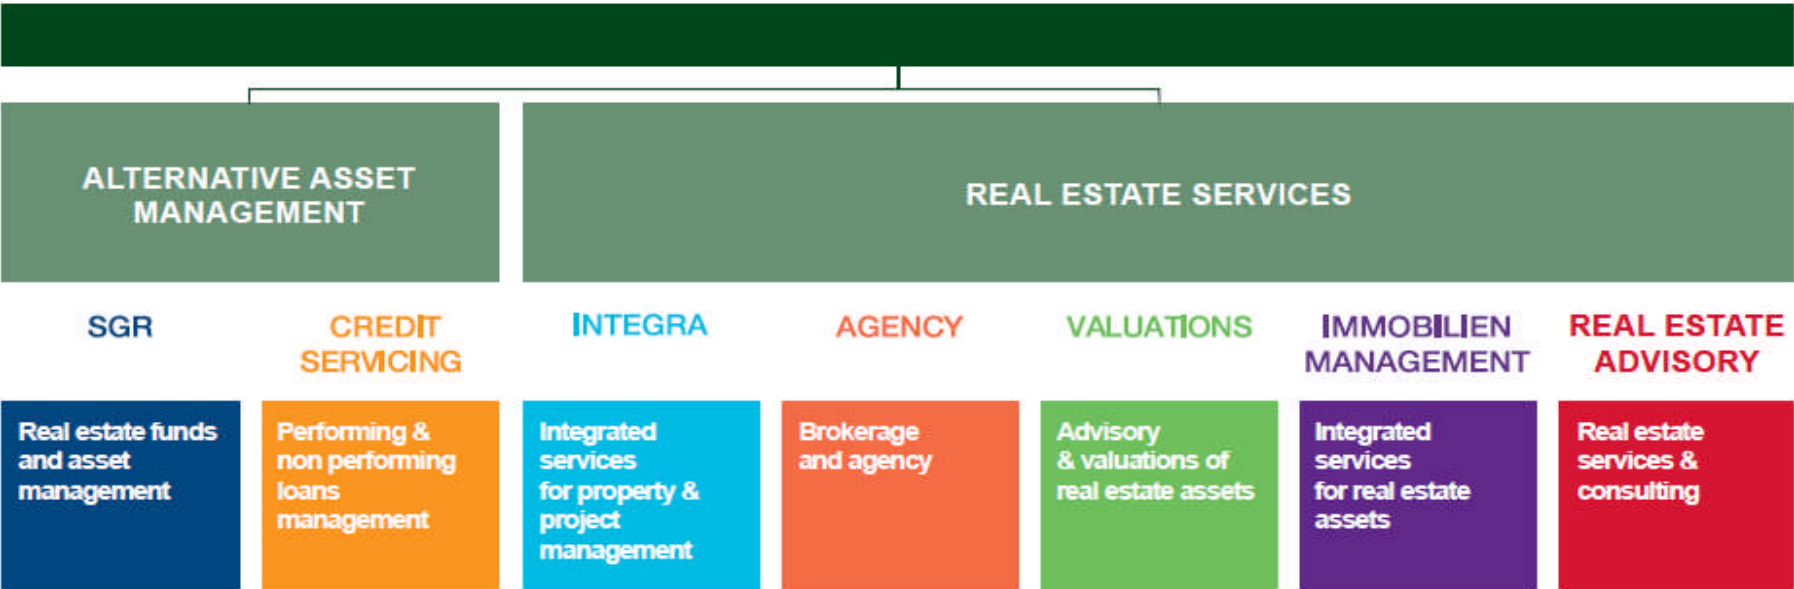 ALTERNATIVE ASSET
MANAGEMENT
REAL ESTATE SERVICES
SGR
CREDIT
SERVICING
INTEGRA
AGENCY
VALUATIONS
IMMOBILIEN
MANAGEMENT
REAL ESTATE
ADVISORY
Real estate funds
and asset
management
Performing &
non performing
loans
management
Integrated
services
for property &
project
management
Brokerage
and agency
Advisory
& valuations of
real estate assets
Integrated
services
for real estate
assets
Real estate
services &
consulting